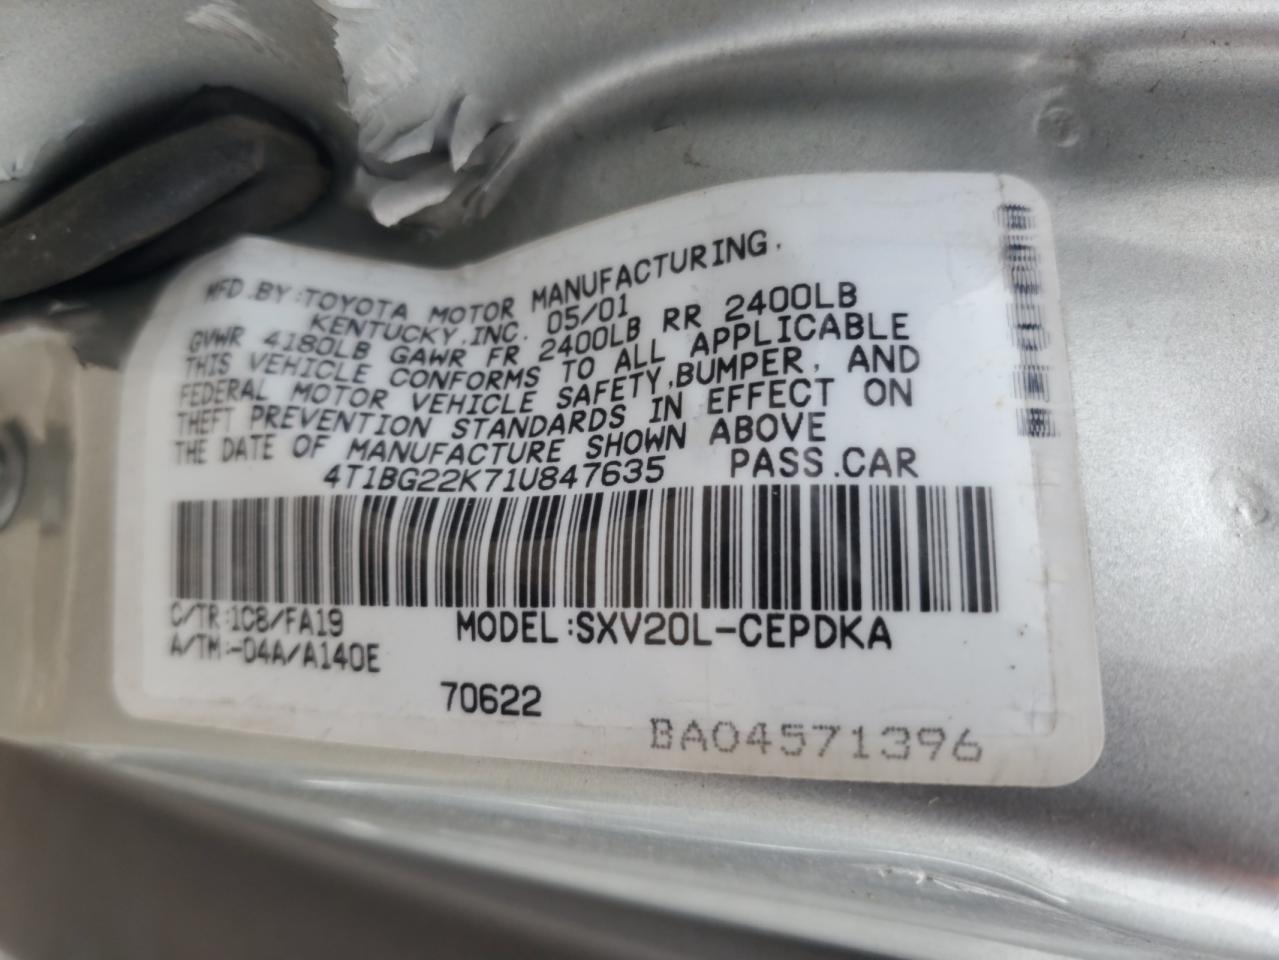 MFD.BY:TOYOTA MOTOR MANUFACTURING.
KENTUCKY,INC. 05/01
GVWR 4180LB GAWR FR 2400LB RR 2400LB
THIS VEHICLE CONFORMS TO ALL APPLICABLE
FEDERAL MOTOR VEHICLE SAFETY,BUMPER, AND
THEFT PREVENTION STANDARDS IN EFFECT ON
THE DATE OF MANUFACTURE SHOWN ABOVE
4T1BG22K71U847635 PASS.CAR
C/TR:1C8/FA19 MODEL:SXV20L-CEPDKA
A/TM:-04A/A140E
70622
BA04571396